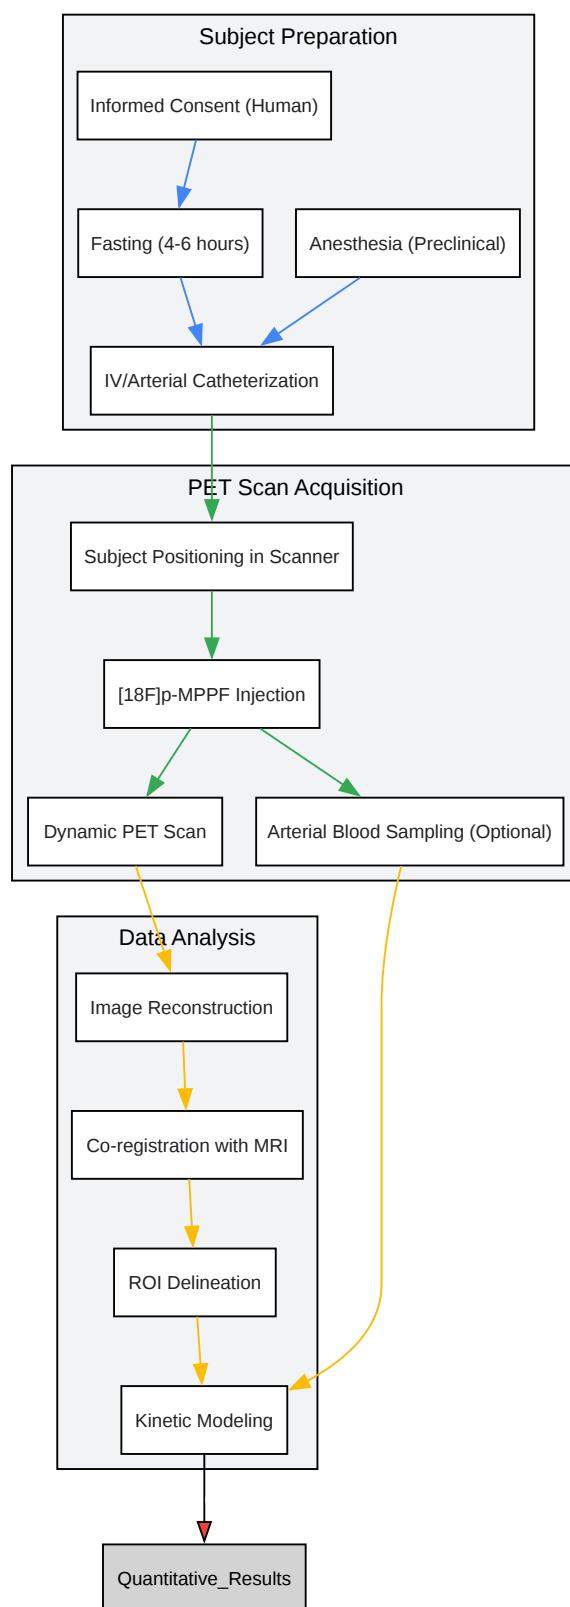 Subject Preparation
Informed Consent (Human)
Fasting (4-6 hours)
Anesthesia (Preclinical)
IV/Arterial Catheterization
PET Scan Acquisition
Subject Positioning in Scanner
[18F]p-MPPF Injection
Dynamic PET Scan
Arterial Blood Sampling (Optional)
Data Analysis
Image Reconstruction
Co-registration with MRI
ROI Delineation
Kinetic Modeling
Quantitative_Results